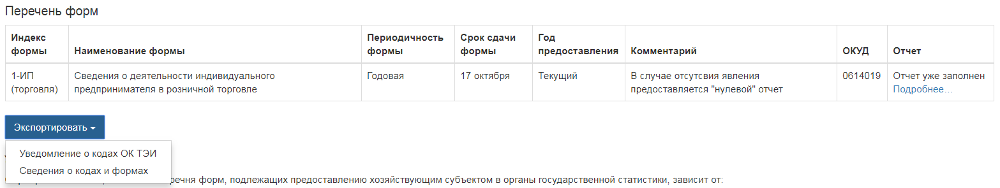 Перечень форм
Индекс формы Наименование формы Периодичность формы Срок сдачи формы Год предоставления Комментарий ОКУД Отчет
1-ИП (торговля) Сведения о деятельности индивидуального предпринимателя в розничной торговле Годовая 17 октября Текущий В случае отсутсвия явления предоставляется "нулевой" отчет 0614019 Отчет уже заполнен Подробнее…
Экспортировать
Уведомление о кодах ОК ТЭИ
Сведения о кодах и формах
форм, подлежащих предоставлению хозяйствующим субъектом в органы государственной статистики, зависит от: